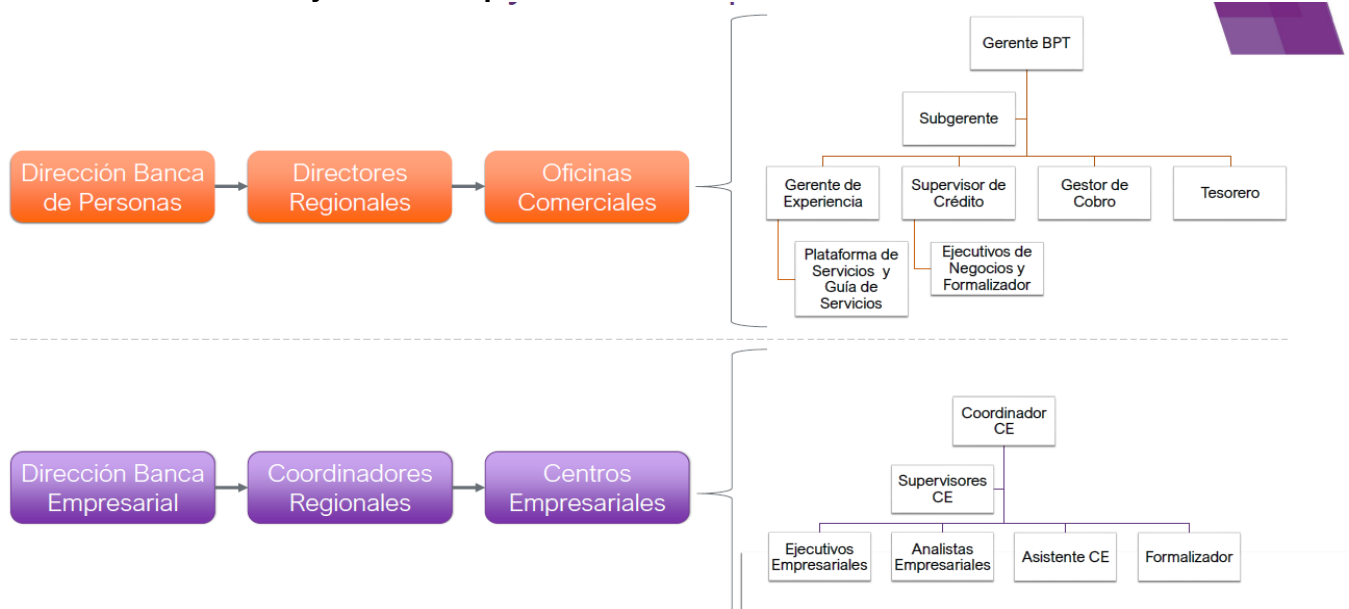 Gerente BPT
Subgerente
Dirección Banca
de Personas
Directores
Regionales
Oficinas
Comerciales
Gerente de
Experiencia
Supervisor de
Crédito
Gestor de
Cobro
Tesorero
Plataforma de
Servicios y
Guía de
Servicios
Ejecutivos de
Negocios y
Formalizador
Coordinador
CE
Dirección Banca
Empresarial
Coordinadores
Regionales
Centros
Empresariales
Supervisores
CE
Ejecutivos
Empresariales
Analistas
Empresariales
Asistente CE
Formalizador